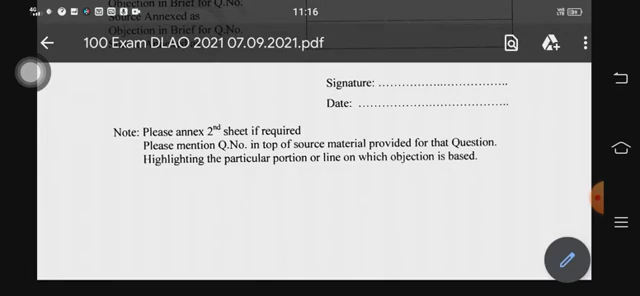 Objection in Brief for Q.No.
11:16
Source Annexed as
Objection in Brief for Q.No.
100 Exam DLAO 2021 07.09.2021.pdf
Signature: ................................
Date: .....................................
Note: Please annex 2nd sheet if required
Please mention Q.No. in top of source material provided for that Question.
Highlighting the particular portion or line on which objection is based.